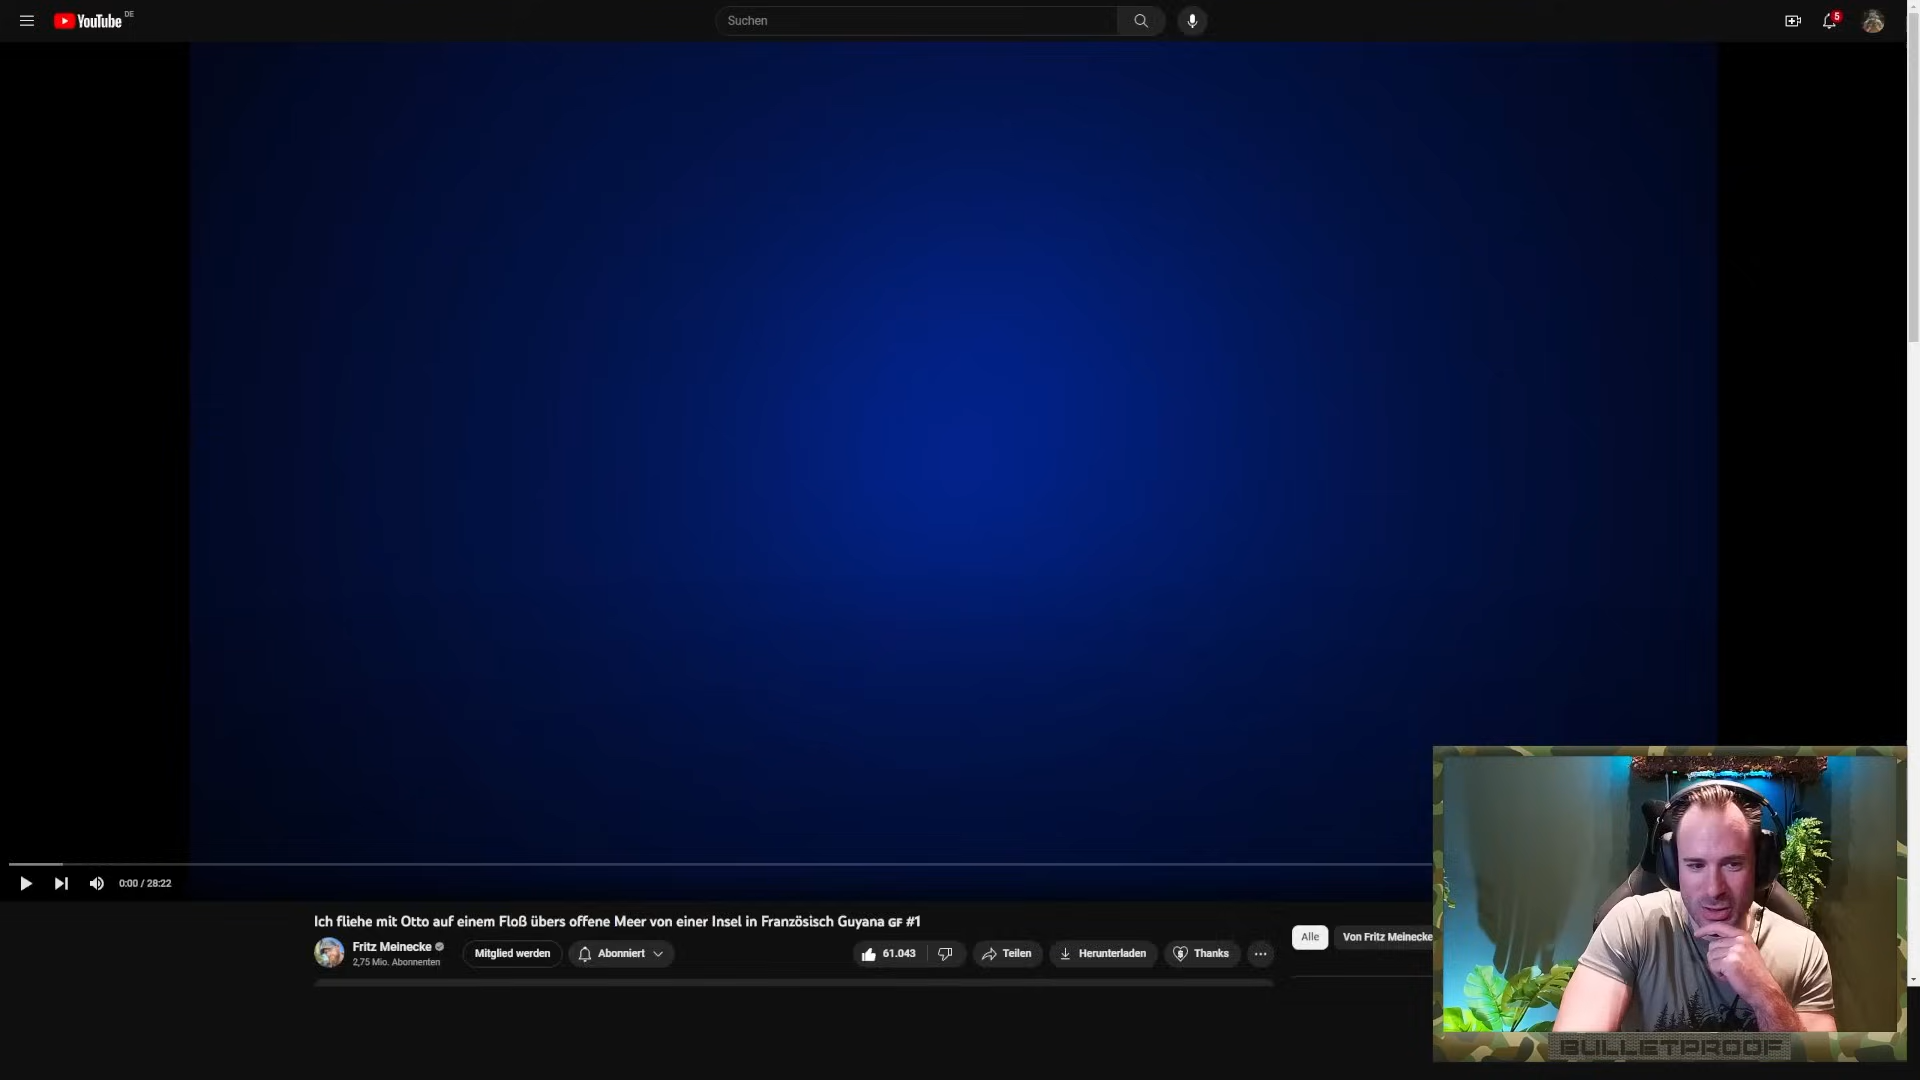 YouTube DE
Suchen
5
0:00 / 28:22
Ich fliehe mit Otto auf einem Floß übers offene Meer von einer Insel in Französisch Guyana GF #1
Fritz Meinecke
2,75 Mio. Abonnenten
Mitglied werden
Abonniert
61.043
Teilen
Herunterladen
Thanks
Alle
Von Fritz Meinecke
BULLETPROOF